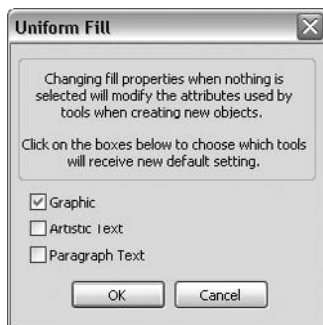 Uniform Fill
Changing fill properties when nothing is
selected will modify the attributes used by
tools when creating new objects.
Click on the boxes below to choose which tools
will receive new default setting.
Graphic
Artistic Text
Paragraph Text
OK Cancel